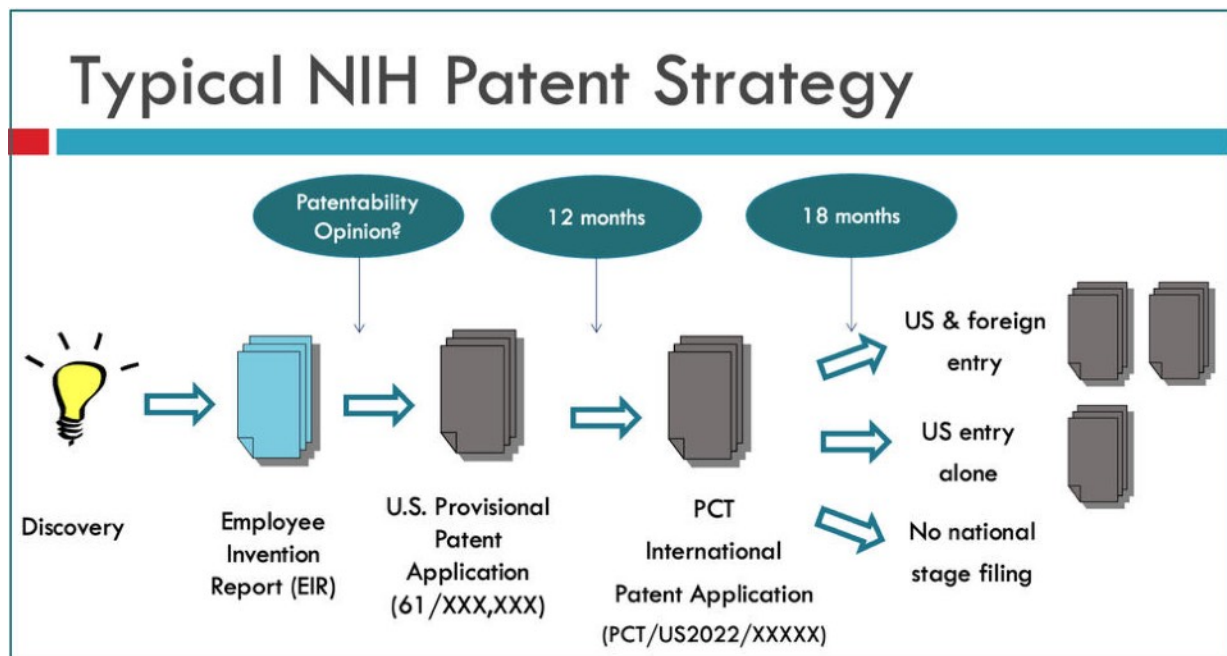 Typical NIH Patent Strategy
Patentability
Opinion?
12 months
18 months
Discovery
Employee
Invention
Report (EIR)
U.S. Provisional
Patent
Application
(61/XXX,XXX)
PCT
International
Patent Application
(PCT/US2022/XXXXX)
US & foreign
entry
US entry
alone
No national
stage filing